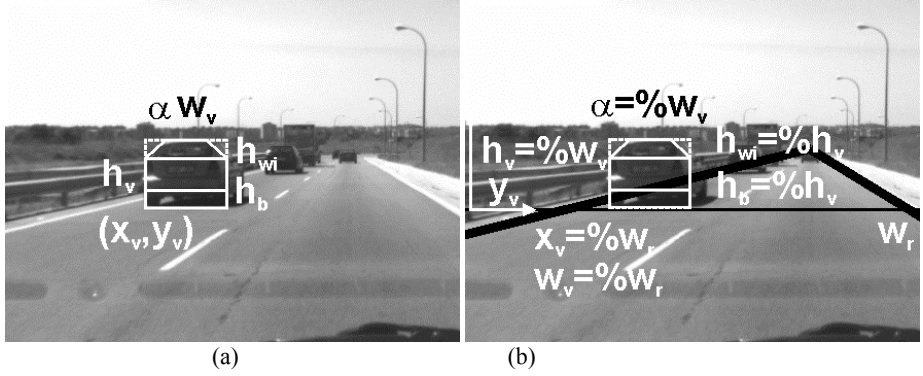 α w_v
h_v
h_wi
h_b
(x_v,y_v)
α=%w_v
h_v=%w_v
h_wi=%h_v
y_v
h_b=%h_v
x_v=%w_r
w_r
w_v=%w_r
(a)
(b)